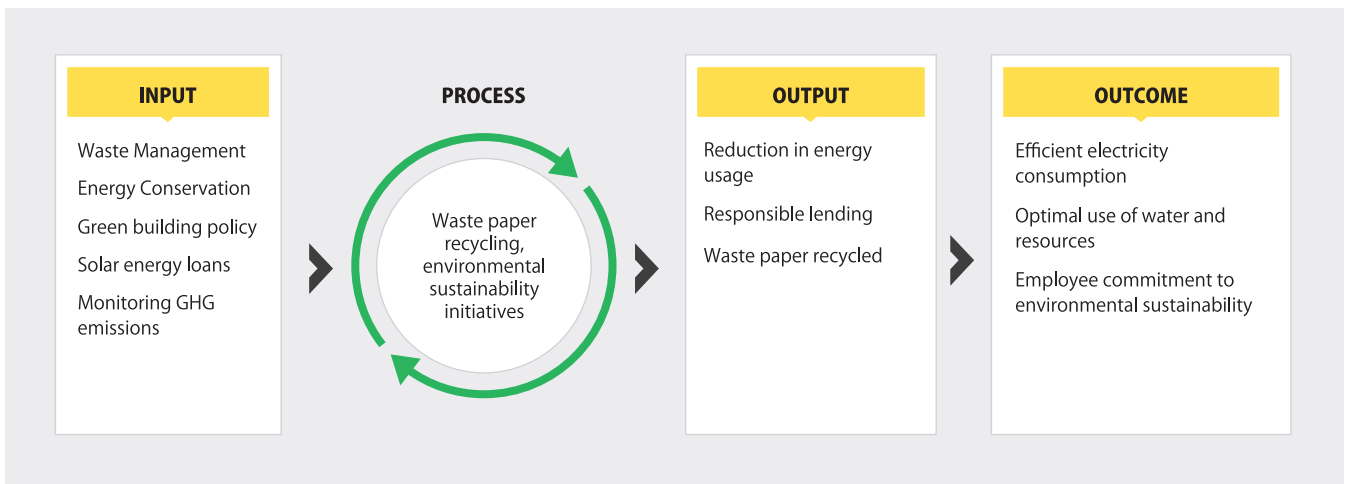 INPUT
Waste Management
Energy Conservation
Green building policy
Solar energy loans
Monitoring GHG
emissions
PROCESS
Waste paper
recycling,
environmental
sustainability
initiatives
OUTPUT
Reduction in energy
usage
Responsible lending
Waste paper recycled
OUTCOME
Efficient electricity
consumption
Optimal use of water and
resources
Employee commitment to
environmental sustainability